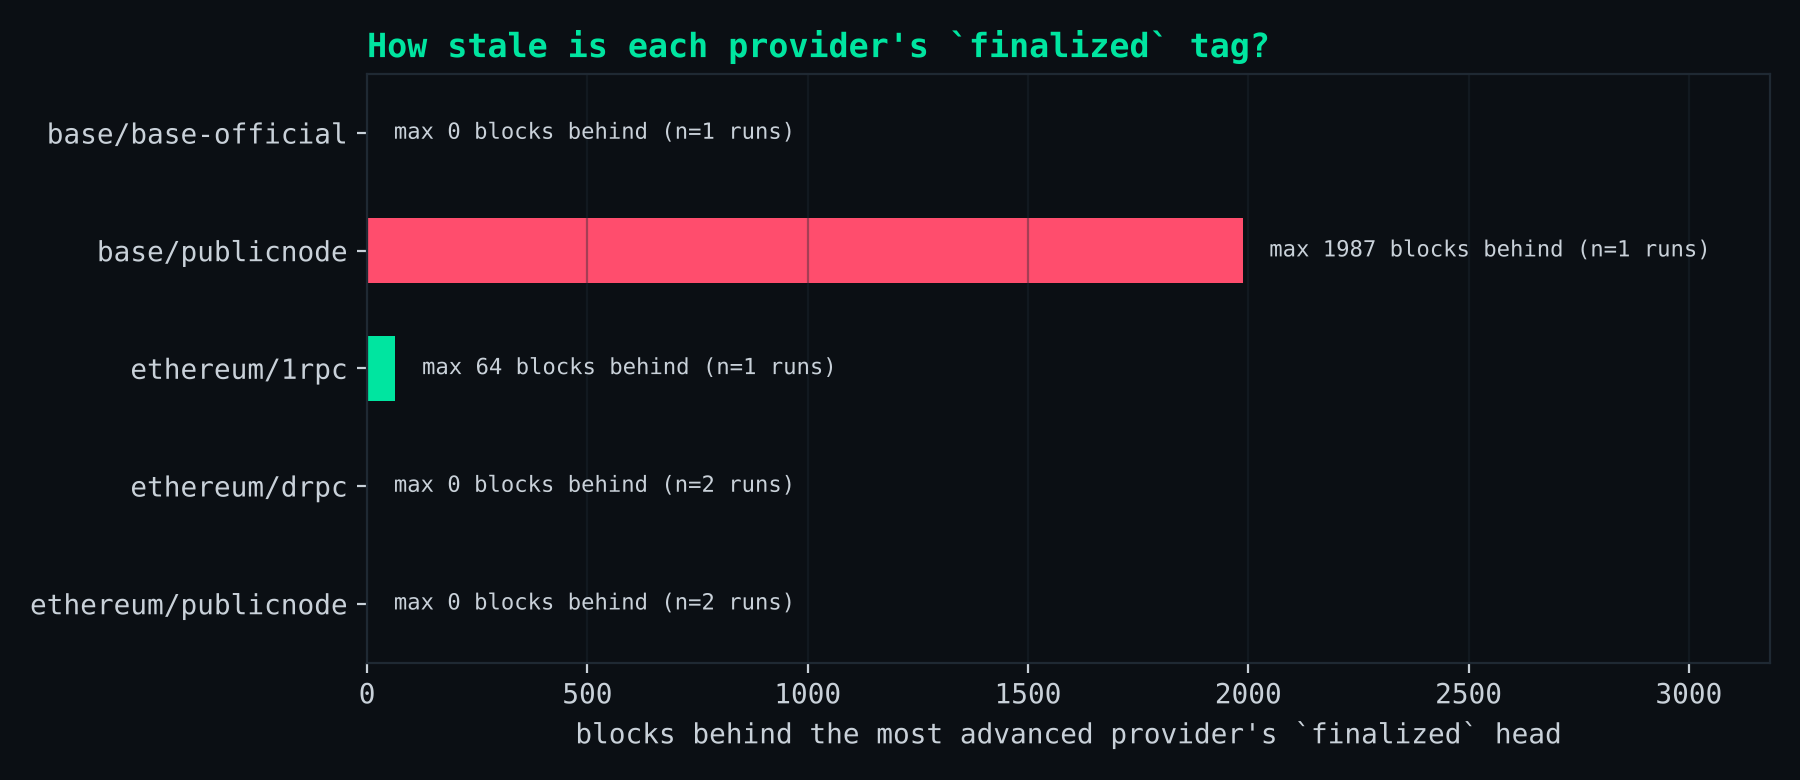 How stale is each provider's `finalized` tag?
base/base-official
max 0 blocks behind (n=1 runs)
base/publicnode
max 1987 blocks behind (n=1 runs)
ethereum/1rpc
max 64 blocks behind (n=1 runs)
ethereum/drpc
max 0 blocks behind (n=2 runs)
ethereum/publicnode
max 0 blocks behind (n=2 runs)
0 500 1000 1500 2000 2500 3000
blocks behind the most advanced provider's `finalized` head